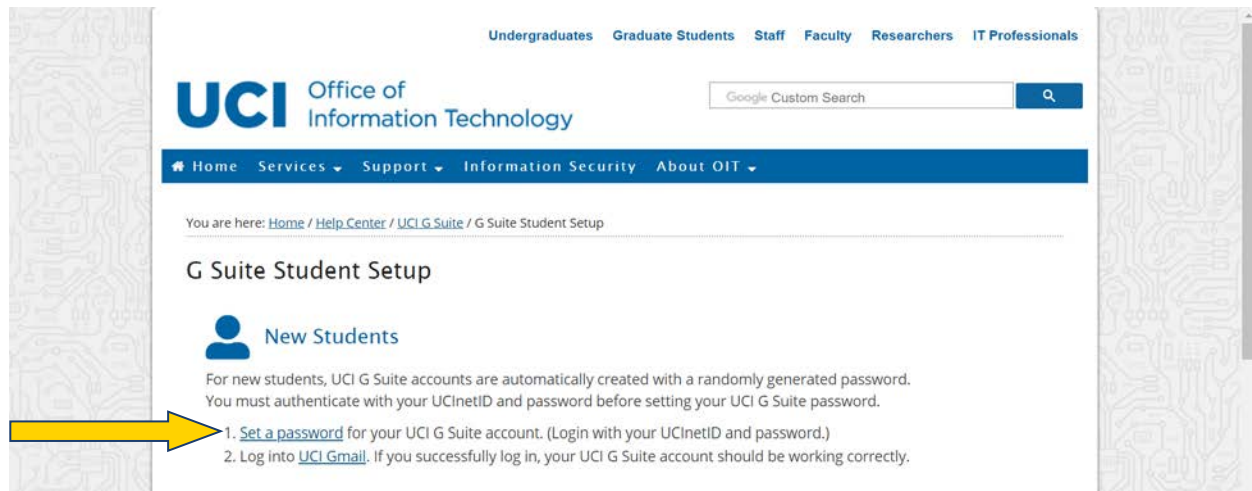 Undergraduates Graduate Students Staff Faculty Researchers IT Professionals
UCI Office of
Information Technology
Google Custom Search
Home Services Support Information Security About OIT
You are here: Home / Help Center / UCI G Suite / G Suite Student Setup
G Suite Student Setup
New Students
For new students, UCI G Suite accounts are automatically created with a randomly generated password.
You must authenticate with your UCInetID and password before setting your UCI G Suite password.
1. Set a password for your UCI G Suite account. (Login with your UCInetID and password.)
2. Log into UCI Gmail. If you successfully log in, your UCI G Suite account should be working correctly.